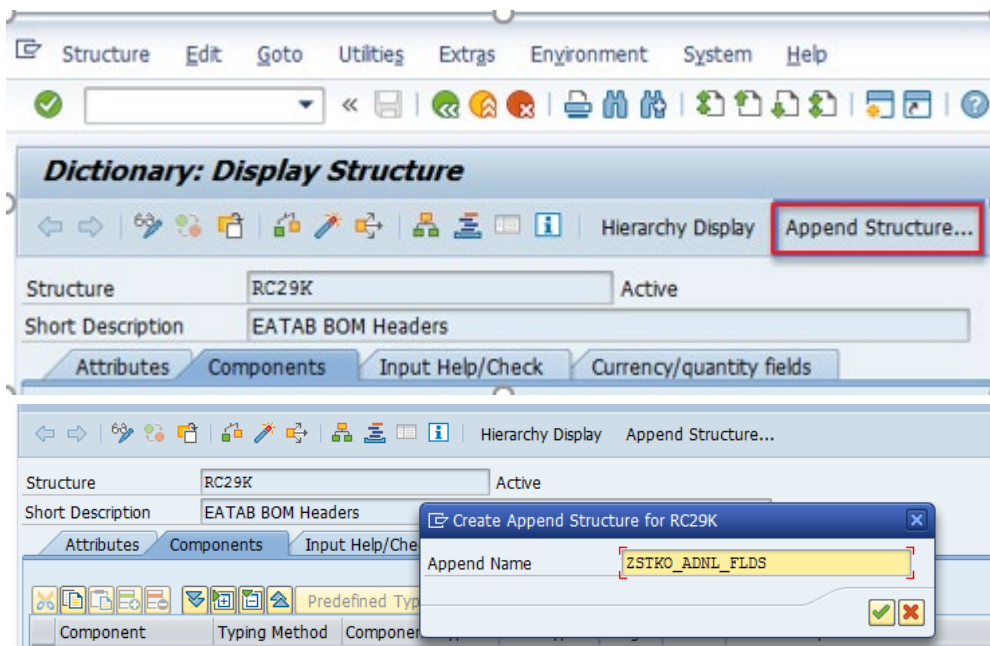 Structure Edit Goto Utilities Extras Environment System Help
Dictionary: Display Structure
Hierarchy Display Append Structure...
Structure RC29K Active
Short Description EATAB BOM Headers
Attributes Components Input Help/Check Currency/quantity fields
Hierarchy Display Append Structure...
Structure RC29K Active
Short Description EATAB BOM Headers
Create Append Structure for RC29K
Attributes Components Input Help/Che
Append Name ZSTKO_ADNL_FLDS
Predefined Typ
Component Typing Method Componen